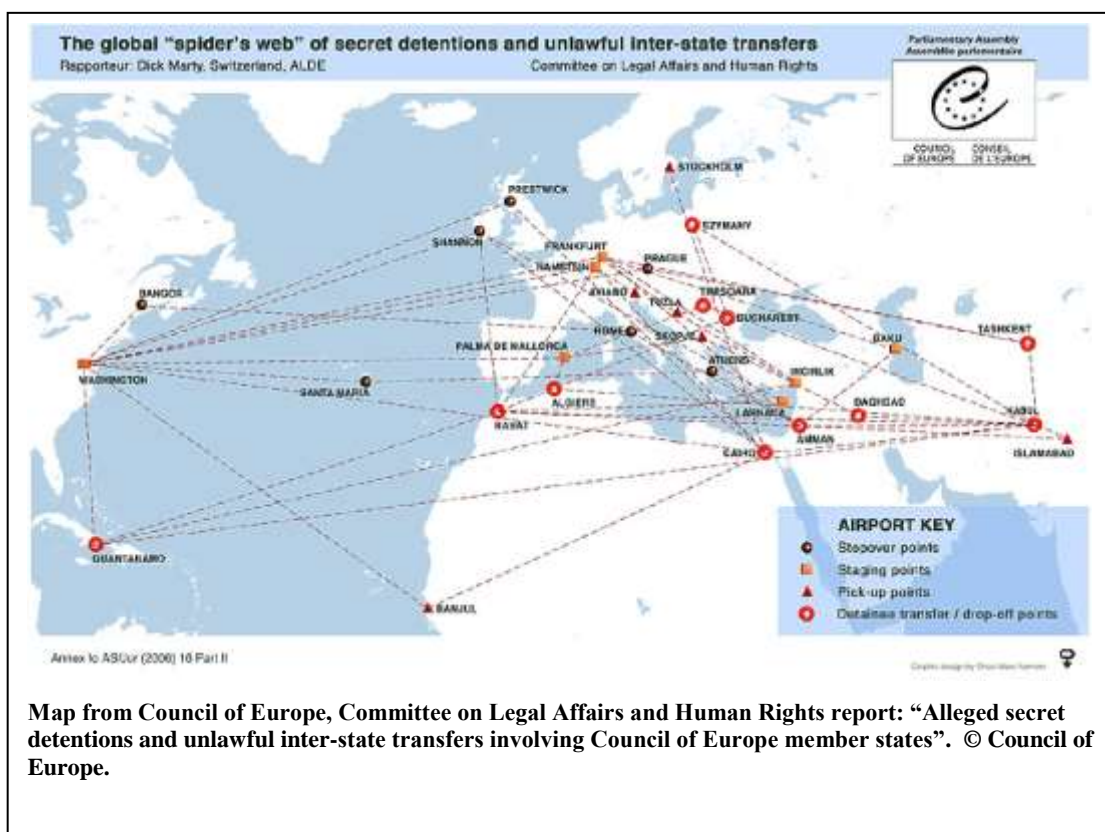 The global “spider's web” of secret detentions and unlawful inter-state transfers
Rapporteur: Dick Marty, Switzerland, ALDE
Committee on Legal Affairs and Human Rights
Parliamentary Assembly
Assemblée parlementaire
COUNCIL OF EUROPE
CONSEIL DE L'EUROPE
STOCKHOLM
PRESTWICK
SZYMANY
SHANNON
FRANKFURT
RAMSTEIN
PRAGUE
BANGOR
AVIANO
TIMISOARA
TUZLA
BUCHAREST
TASHKENT
ROME
SKOPJE
BAKU
PALMA DE MALLORCA
ATHENS
WASHINGTON
SANTA MARIA
INCIRLIK
ALGIERS
LARNACA
BAGHDAD
KABUL
RABAT
AMMAN
CAIRO
ISLAMABAD
GUANTANAMO
BANJUL
AIRPORT KEY
Stopover points
Staging points
Pick-up points
Detainee transfer / drop-off points
Annex to AS/Jur (2006) 16 Part II
Graphic design by
Map from Council of Europe, Committee on Legal Affairs and Human Rights report: “Alleged secret
detentions and unlawful inter-state transfers involving Council of Europe member states”. © Council of
Europe.